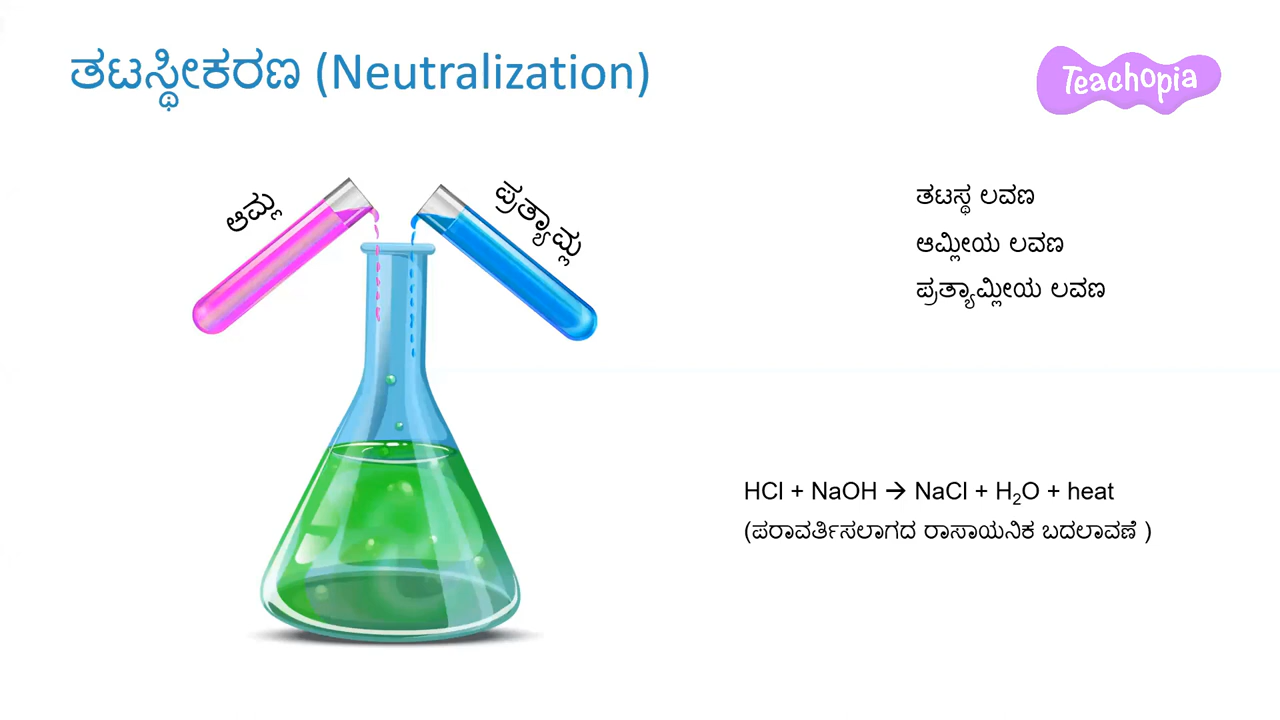 ತಟಸ್ಥೀಕರಣ (Neutralization)
Teachopia
ಆಮ್ಲ
ಪ್ರತ್ಯಾಮ್ಲ
ತಟಸ್ಥ ಲವಣ
ಆಮ್ಲೀಯ ಲವಣ
ಪ್ರತ್ಯಾಮ್ಲೀಯ ಲವಣ
HCl + NaOH → NaCl + H₂O + heat
(ಪರಾವರ್ತಿಸಲಾಗದ ರಾಸಾಯನಿಕ ಬದಲಾವಣೆ )